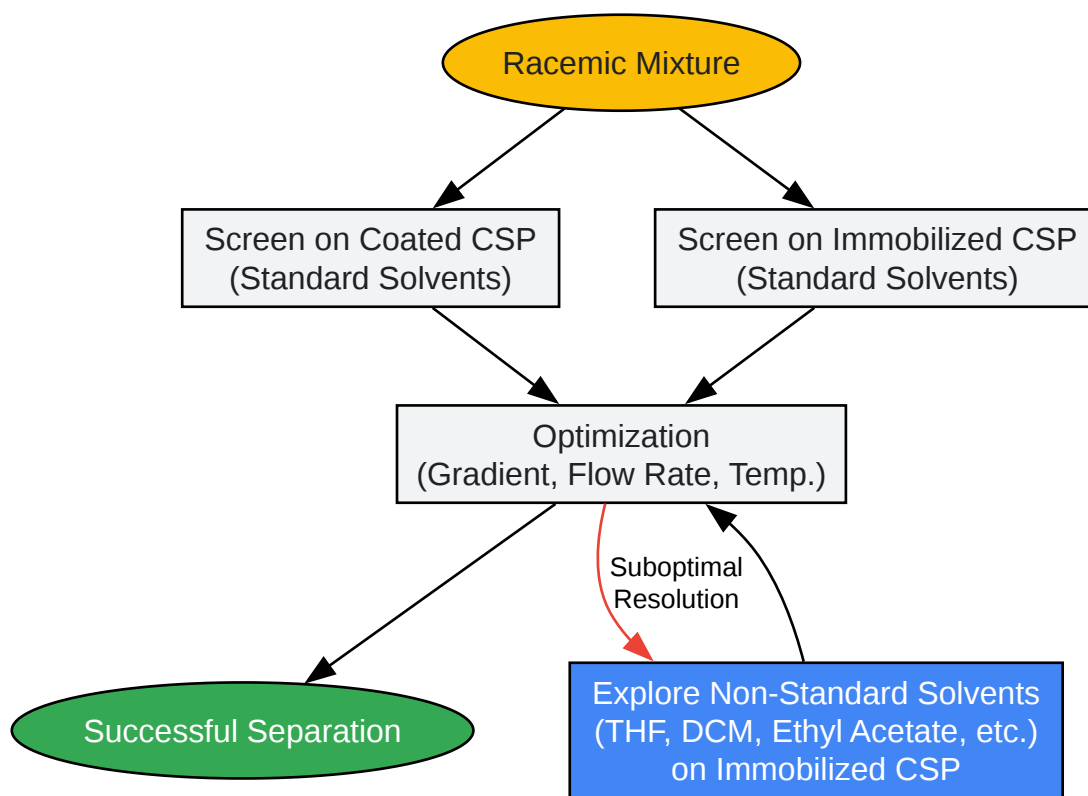 Racemic Mixture
Screen on Coated CSP
(Standard Solvents)
Screen on Immobilized CSP
(Standard Solvents)
Optimization
(Gradient, Flow Rate, Temp.)
Suboptimal
Resolution
Successful Separation
Explore Non-Standard Solvents
(THF, DCM, Ethyl Acetate, etc.)
on Immobilized CSP